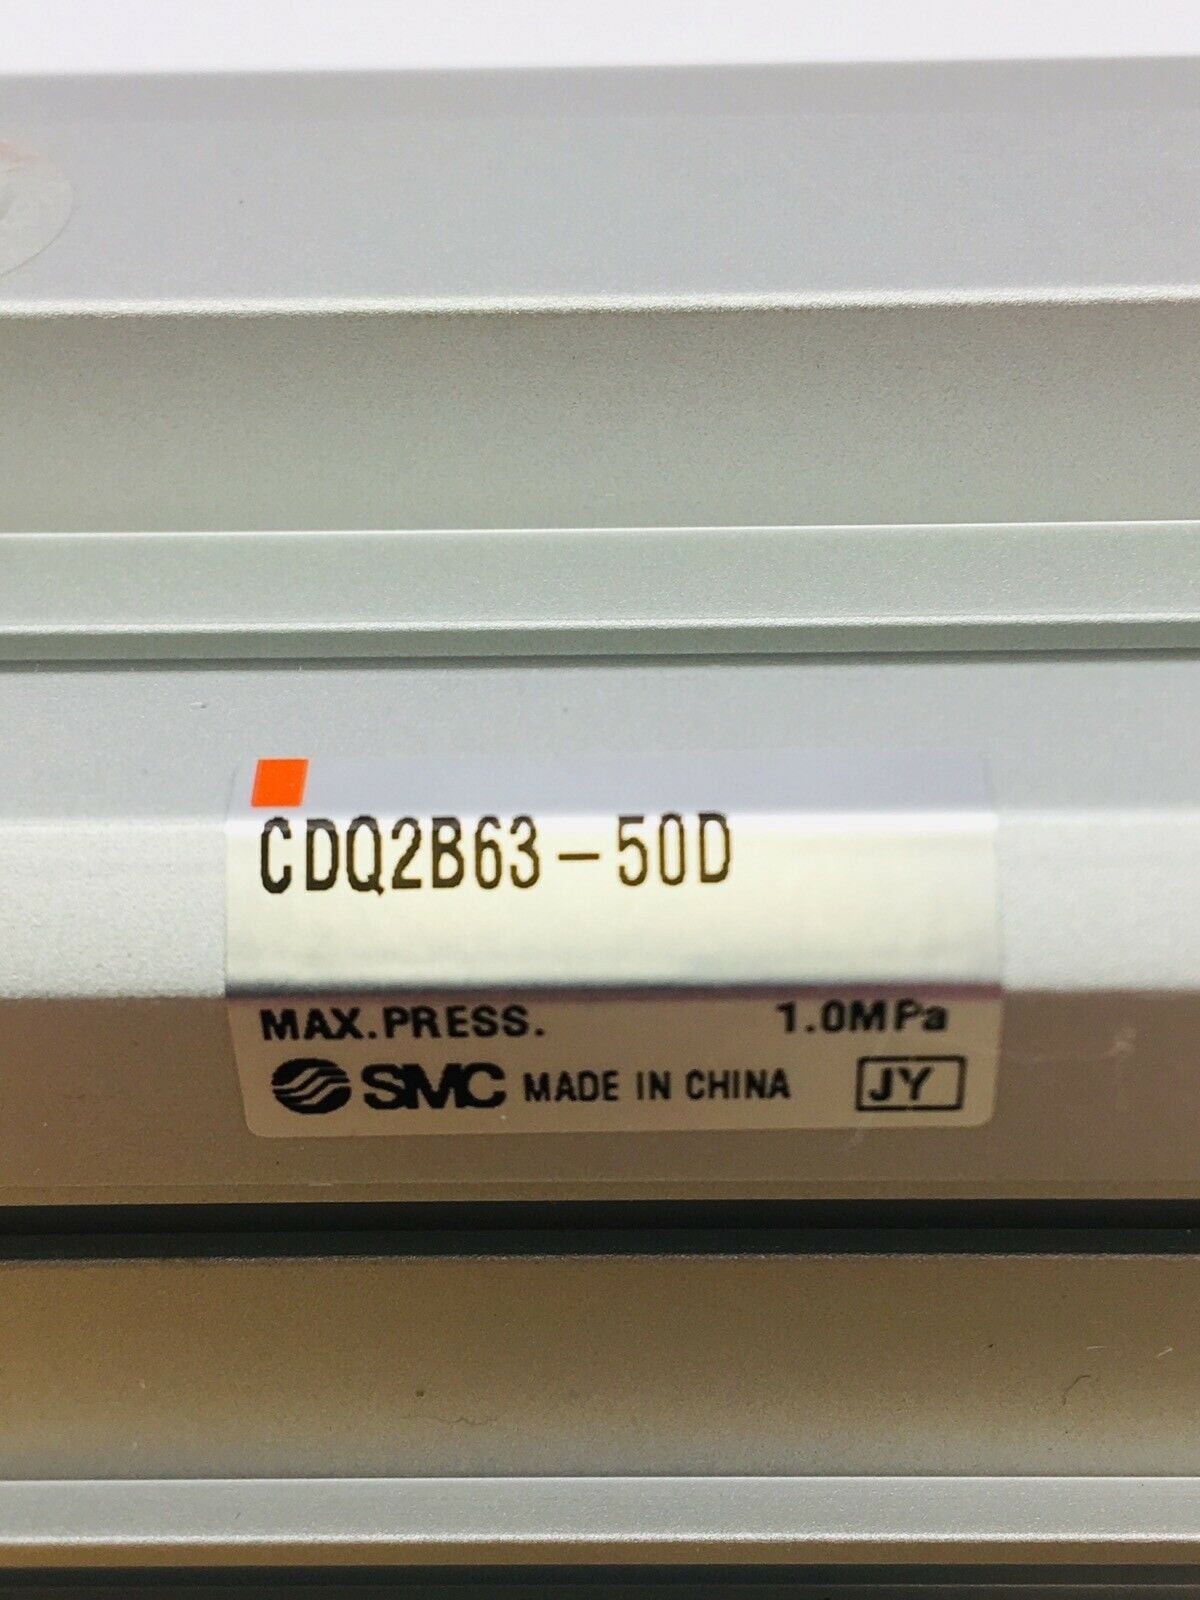 CDQ2B63-50D
MAX.PRESS. 1.0MPa
SMC MADE IN CHINA JY